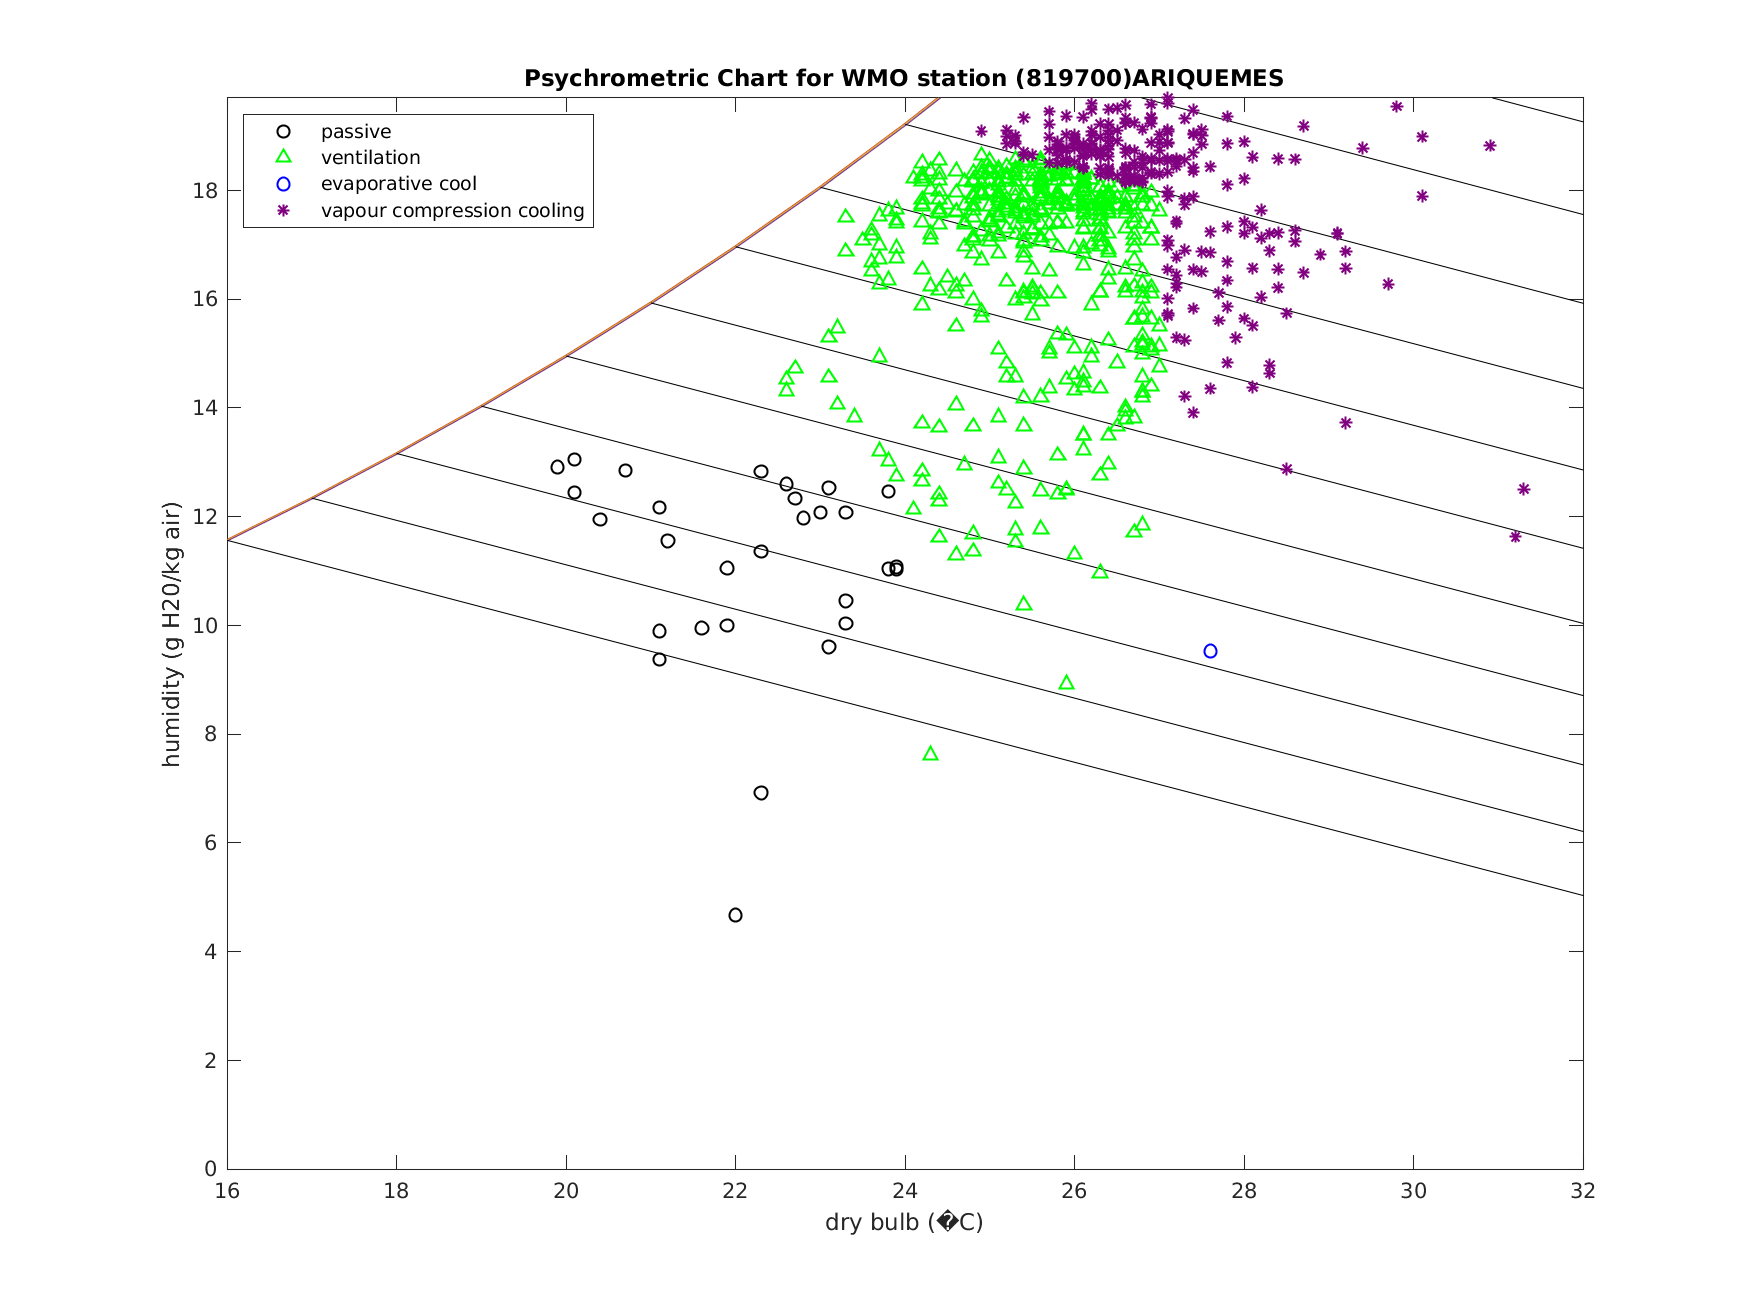 Psychrometric Chart for WMO station (819700)ARIQUEMES
passive
ventilation
evaporative cool
vapour compression cooling
humidity (g H20/kg air)
18
16
14
12
10
8
6
4
2
0
16 18 20 22 24 26 28 30 32
dry bulb (�C)